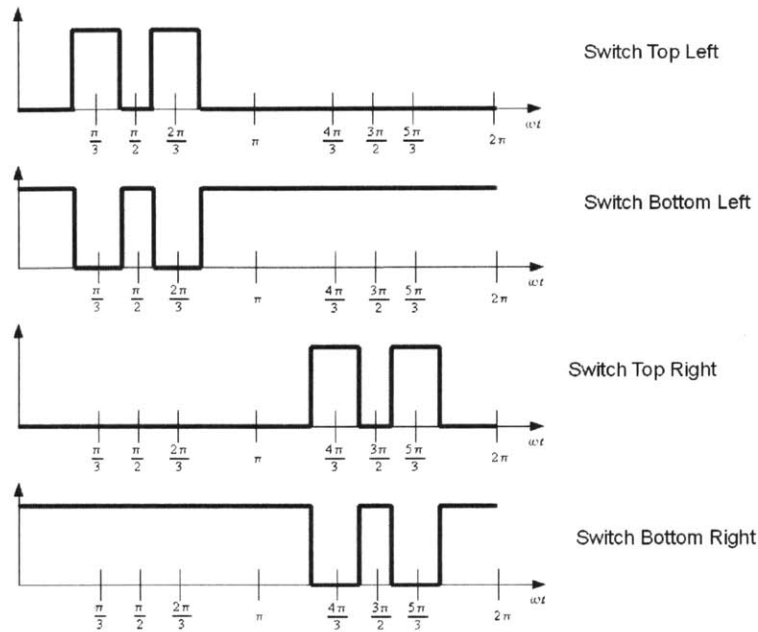 Switch Top Left
π/3 π/2 2π/3 π 4π/3 3π/2 5π/3 2π ωt
Switch Bottom Left
π/3 π/2 2π/3 π 4π/3 3π/2 5π/3 2π ωt
Switch Top Right
π/3 π/2 2π/3 π 4π/3 3π/2 5π/3 2π ωt
Switch Bottom Right
π/3 π/2 2π/3 π 4π/3 3π/2 5π/3 2π ωt